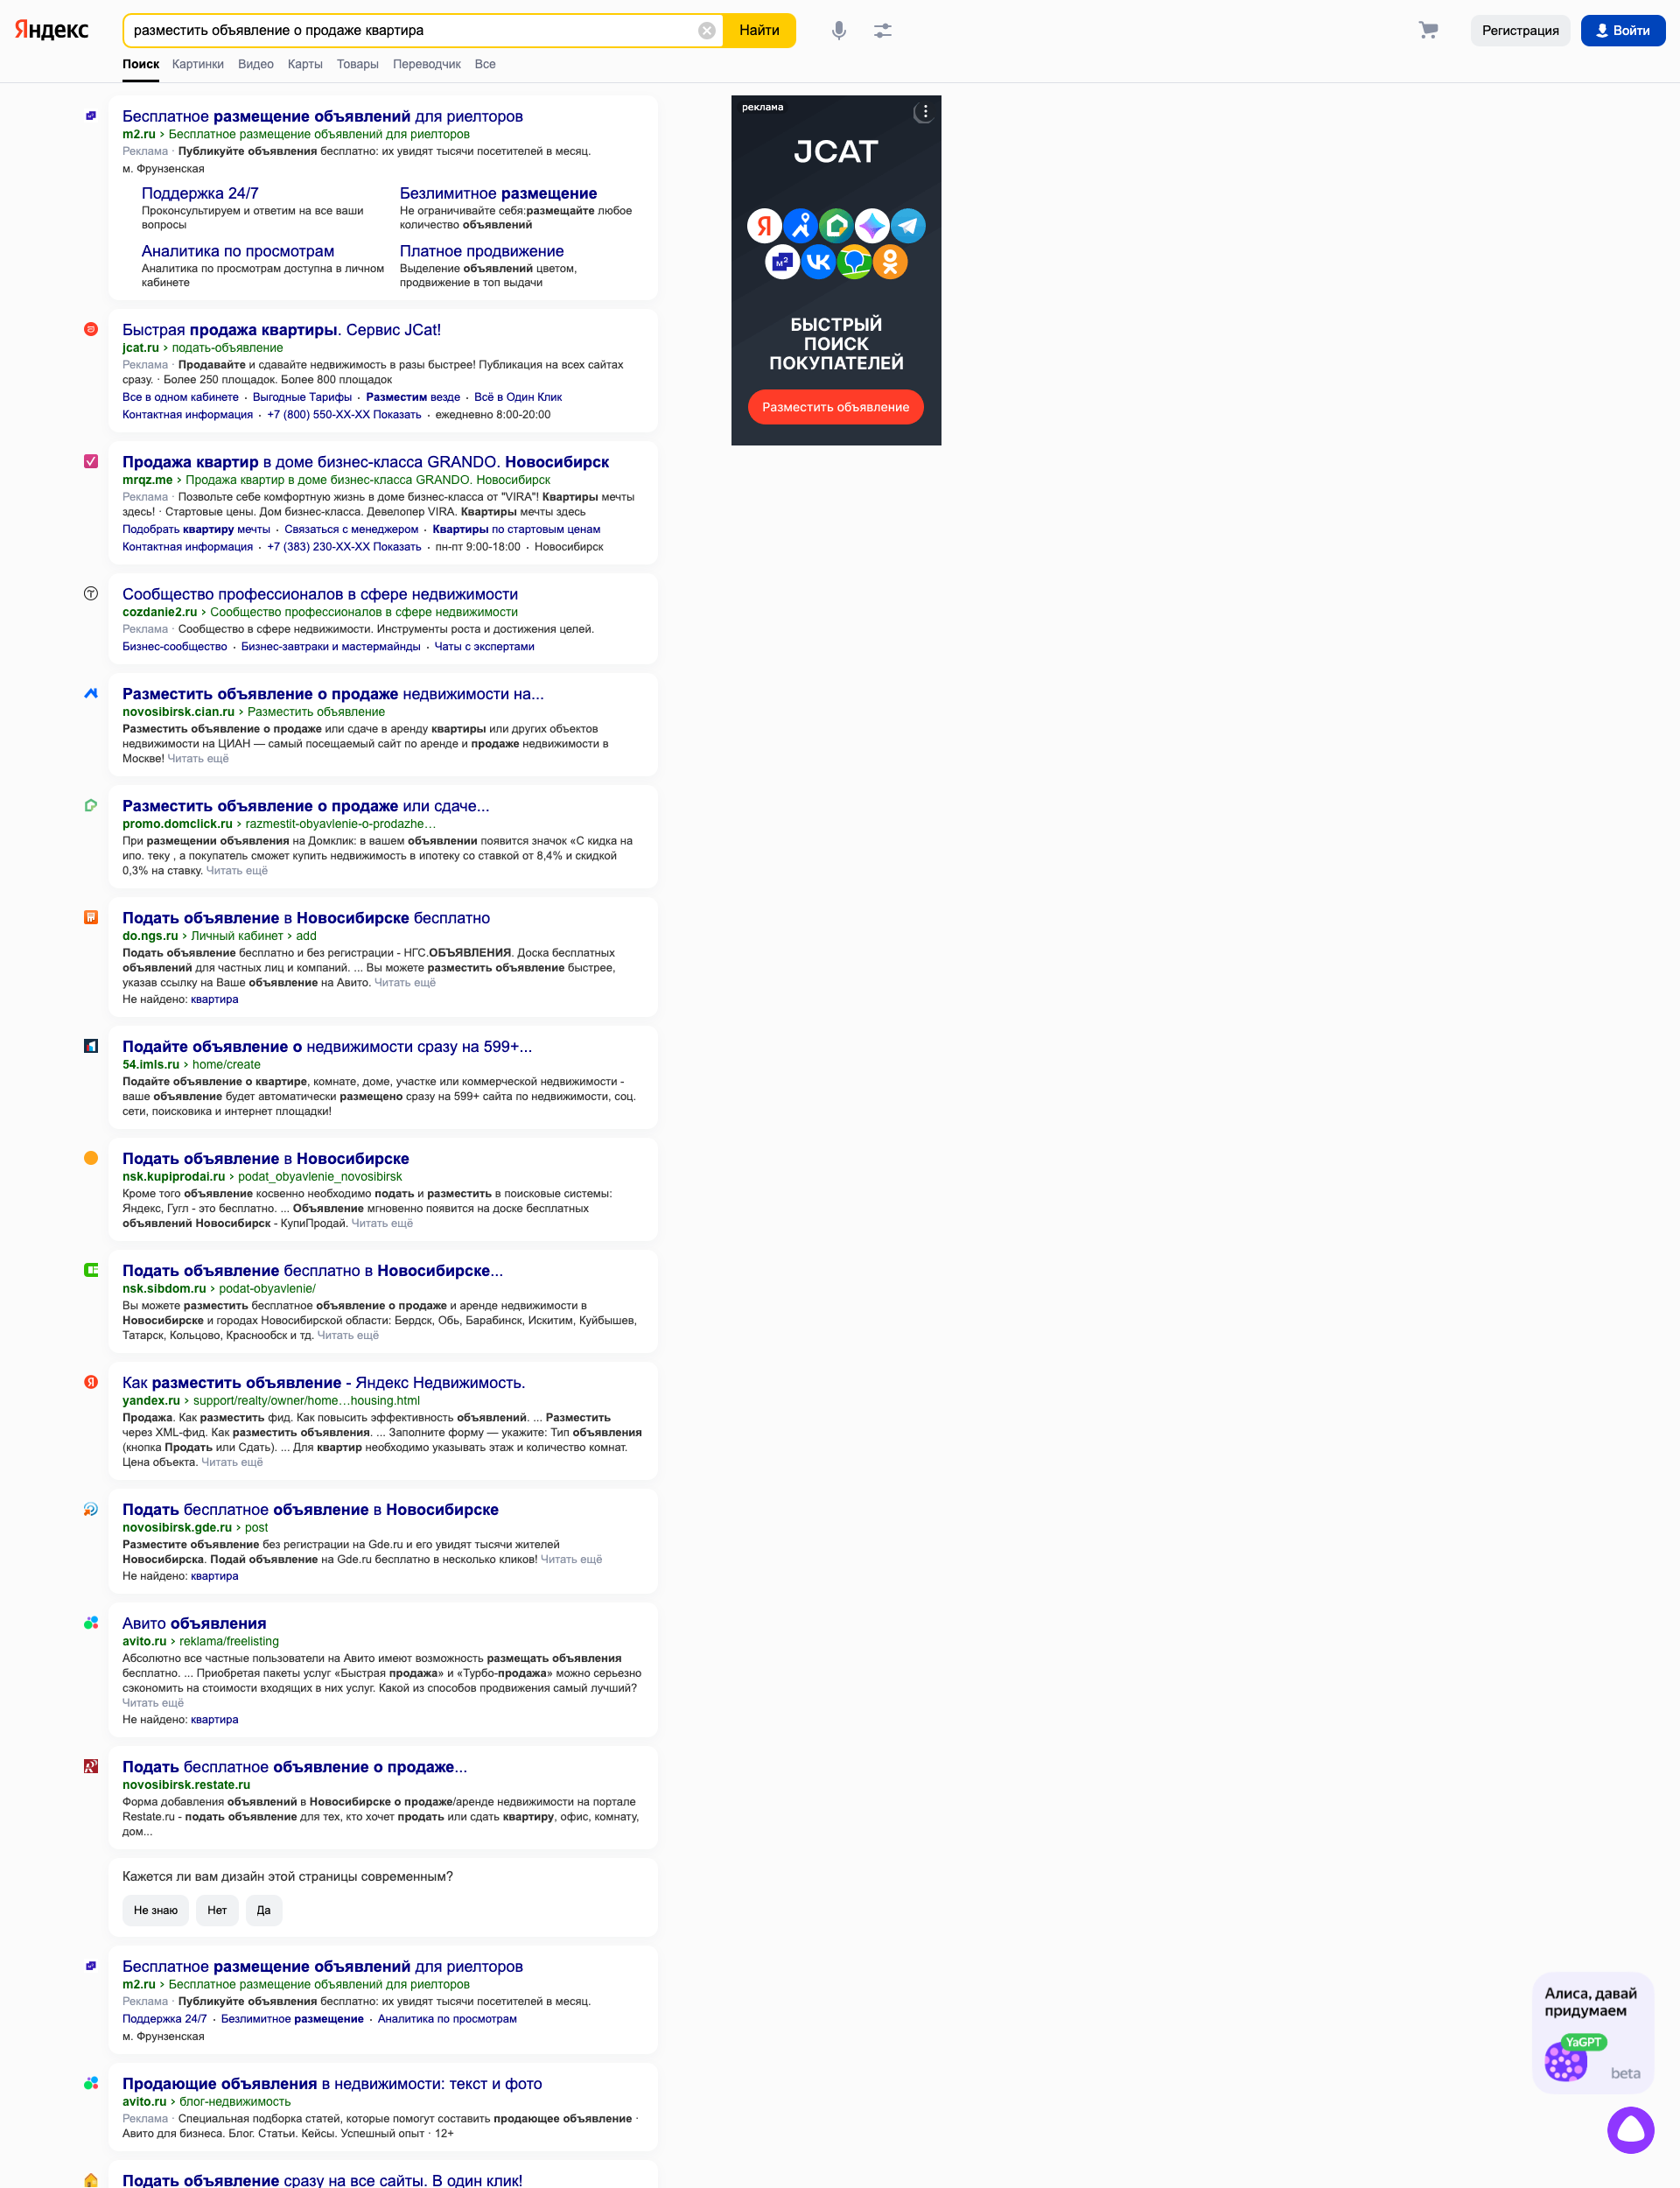 Яндекс
разместить объявление о продаже квартира
Найти
Регистрация
Войти
Поиск Картинки Видео Карты Товары Переводчик Все
Бесплатное размещение объявлений для риелторов
m2.ru › Бесплатное размещение объявлений для риелторов
Реклама · Публикуйте объявления бесплатно: их увидят тысячи посетителей в месяц.
м. Фрунзенская
Поддержка 24/7
Проконсультируем и ответим на все ваши
вопросы
Безлимитное размещение
Не ограничивайте себя:размещайте любое
количество объявлений
Аналитика по просмотрам
Аналитика по просмотрам доступна в личном
кабинете
Платное продвижение
Выделение объявлений цветом,
продвижение в топ выдачи
Быстрая продажа квартиры. Сервис JCat!
jcat.ru › подать-объявление
Реклама · Продавайте и сдавайте недвижимость в разы быстрее! Публикация на всех сайтах
сразу. · Более 250 площадок. Более 800 площадок
Все в одном кабинете · Выгодные Тарифы · Разместим везде · Всё в Один Клик
Контактная информация · +7 (800) 550-XX-XX Показать · ежедневно 8:00-20:00
Продажа квартир в доме бизнес-класса GRANDO. Новосибирск
mrqz.me › Продажа квартир в доме бизнес-класса GRANDO. Новосибирск
Реклама · Позвольте себе комфортную жизнь в доме бизнес-класса от "VIRA"! Квартиры мечты
здесь! · Стартовые цены. Дом бизнес-класса. Девелопер VIRA. Квартиры мечты здесь
Подобрать квартиру мечты · Связаться с менеджером · Квартиры по стартовым ценам
Контактная информация · +7 (383) 230-XX-XX Показать · пн-пт 9:00-18:00 · Новосибирск
Сообщество профессионалов в сфере недвижимости
cozdanie2.ru › Сообщество профессионалов в сфере недвижимости
Реклама · Сообщество в сфере недвижимости. Инструменты роста и достижения целей.
Бизнес-сообщество · Бизнес-завтраки и мастермайнды · Чаты с экспертами
Разместить объявление о продаже недвижимости на...
novosibirsk.cian.ru › Разместить объявление
Разместить объявление о продаже или сдаче в аренду квартиры или других объектов
недвижимости на ЦИАН — самый посещаемый сайт по аренде и продаже недвижимости в
Москве! Читать ещё
Разместить объявление о продаже или сдаче...
promo.domclick.ru › razmestit-obyavlenie-o-prodazhe…
При размещении объявления на Домклик: в вашем объявлении появится значок «С кидка на
ипо. теку , а покупатель сможет купить недвижимость в ипотеку со ставкой от 8,4% и скидкой
0,3% на ставку. Читать ещё
Подать объявление в Новосибирске бесплатно
do.ngs.ru › Личный кабинет › add
Подать объявление бесплатно и без регистрации - НГС.ОБЪЯВЛЕНИЯ. Доска бесплатных
объявлений для частных лиц и компаний. ... Вы можете разместить объявление быстрее,
указав ссылку на Ваше объявление на Авито. Читать ещё
Не найдено: квартира
Подайте объявление о недвижимости сразу на 599+...
54.imls.ru › home/create
Подайте объявление о квартире, комнате, доме, участке или коммерческой недвижимости -
ваше объявление будет автоматически размещено сразу на 599+ сайта по недвижимости, соц.
сети, поисковика и интернет площадки!
Подать объявление в Новосибирске
nsk.kupiprodai.ru › podat_obyavlenie_novosibirsk
Кроме того объявление косвенно необходимо подать и разместить в поисковые системы:
Яндекс, Гугл - это бесплатно. ... Объявление мгновенно появится на доске бесплатных
объявлений Новосибирск - КупиПродай. Читать ещё
Подать объявление бесплатно в Новосибирске...
nsk.sibdom.ru › podat-obyavlenie/
Вы можете разместить бесплатное объявление о продаже и аренде недвижимости в
Новосибирске и городах Новосибирской области: Бердск, Обь, Барабинск, Искитим, Куйбышев,
Татарск, Кольцово, Краснообск и тд. Читать ещё
Как разместить объявление - Яндекс Недвижимость.
yandex.ru › support/realty/owner/home…housing.html
Продажа. Как разместить фид. Как повысить эффективность объявлений. ... Разместить
через XML-фид. Как разместить объявления. ... Заполните форму — укажите: Тип объявления
(кнопка Продать или Сдать). ... Для квартир необходимо указывать этаж и количество комнат.
Цена объекта. Читать ещё
Подать бесплатное объявление в Новосибирске
novosibirsk.gde.ru › post
Разместите объявление без регистрации на Gde.ru и его увидят тысячи жителей
Новосибирска. Подай объявление на Gde.ru бесплатно в несколько кликов! Читать ещё
Не найдено: квартира
Авито объявления
avito.ru › reklama/freelisting
Абсолютно все частные пользователи на Авито имеют возможность размещать объявления
бесплатно. ... Приобретая пакеты услуг «Быстрая продажа» и «Турбо-продажа» можно серьезно
сэкономить на стоимости входящих в них услуг. Какой из способов продвижения самый лучший?
Читать ещё
Не найдено: квартира
Подать бесплатное объявление о продаже...
novosibirsk.restate.ru
Форма добавления объявлений в Новосибирске о продаже/аренде недвижимости на портале
Restate.ru - подать объявление для тех, кто хочет продать или сдать квартиру, офис, комнату,
дом...
Кажется ли вам дизайн этой страницы современным?
Не знаю Нет Да
Бесплатное размещение объявлений для риелторов
m2.ru › Бесплатное размещение объявлений для риелторов
Реклама · Публикуйте объявления бесплатно: их увидят тысячи посетителей в месяц.
Поддержка 24/7 · Безлимитное размещение · Аналитика по просмотрам
м. Фрунзенская
Продающие объявления в недвижимости: текст и фото
avito.ru › блог-недвижимость
Реклама · Специальная подборка статей, которые помогут составить продающее объявление ·
Авито для бизнеса. Блог. Статьи. Кейсы. Успешный опыт · 12+
Подать объявление сразу на все сайты. В один клик!
реклама
JCAT
Я
М²
БЫСТРЫЙ
ПОИСК
ПОКУПАТЕЛЕЙ
Разместить объявление
Алиса, давай
придумаем
YaGPT
beta